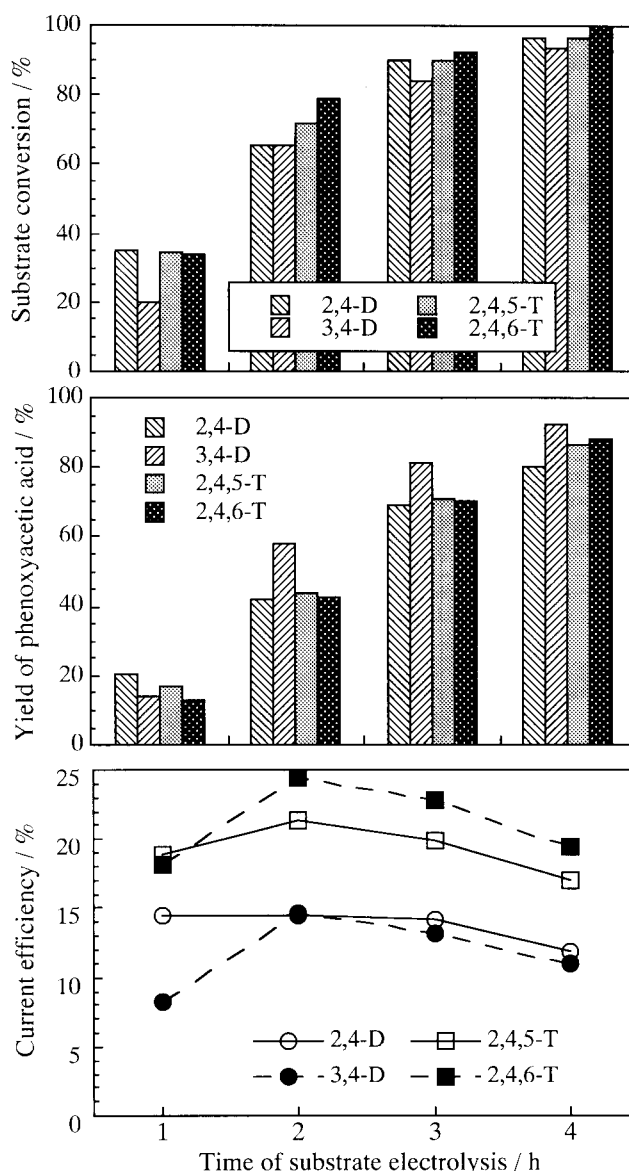 100
80
60
40
20
0
Substrate conversion / %
2,4-D
2,4,5-T
3,4-D
2,4,6-T
100
80
60
40
20
0
Yield of phenoxyacetic acid / %
2,4-D
3,4-D
2,4,5-T
2,4,6-T
25
20
15
10
5
0
Current efficiency / %
2,4-D
2,4,5-T
3,4-D
2,4,6-T
1 2 3 4
Time of substrate electrolysis / h